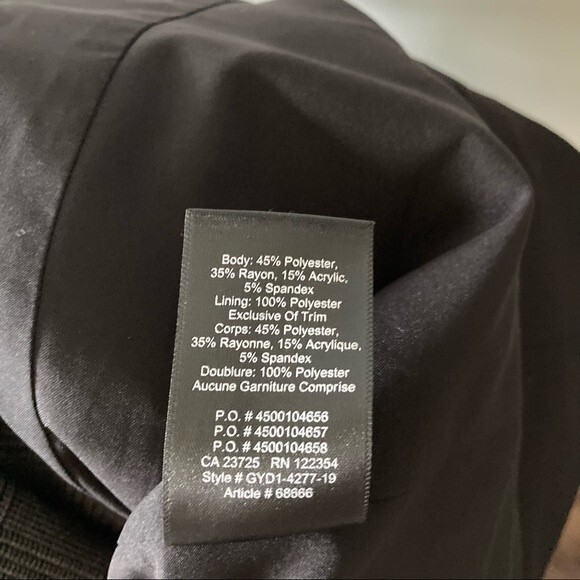 Body: 45% Polyester,
35% Rayon, 15% Acrylic,
5% Spandex
Lining: 100% Polyester
Exclusive Of Trim
Corps: 45% Polyester,
35% Rayonne, 15% Acrylique,
5% Spandex
Doublure: 100% Polyester
Aucune Garniture Comprise
P.O. # 4500104656
P.O. # 4500104657
P.O. # 4500104658
CA 23725 RN 122354
Style # GYD1-4277-19
Article # 68666